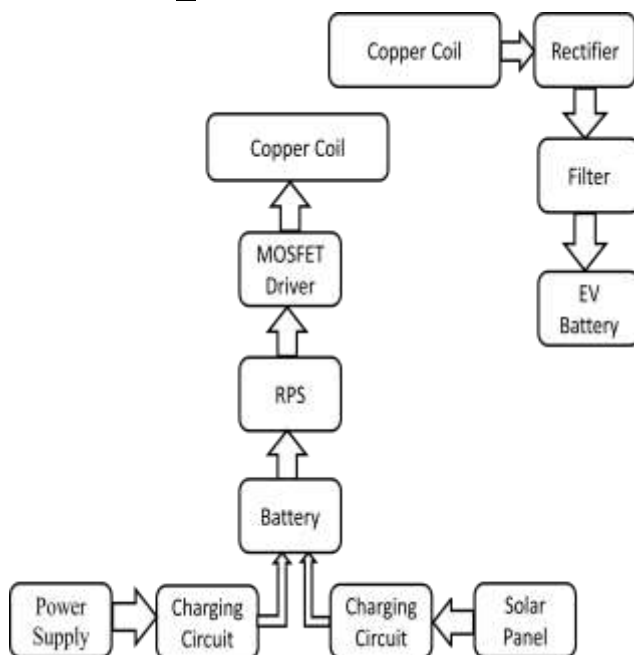 Copper Coil
Rectifier
Copper Coil
Filter
MOSFET
Driver
EV
Battery
RPS
Battery
Power
Supply
Charging
Circuit
Charging
Circuit
Solar
Panel